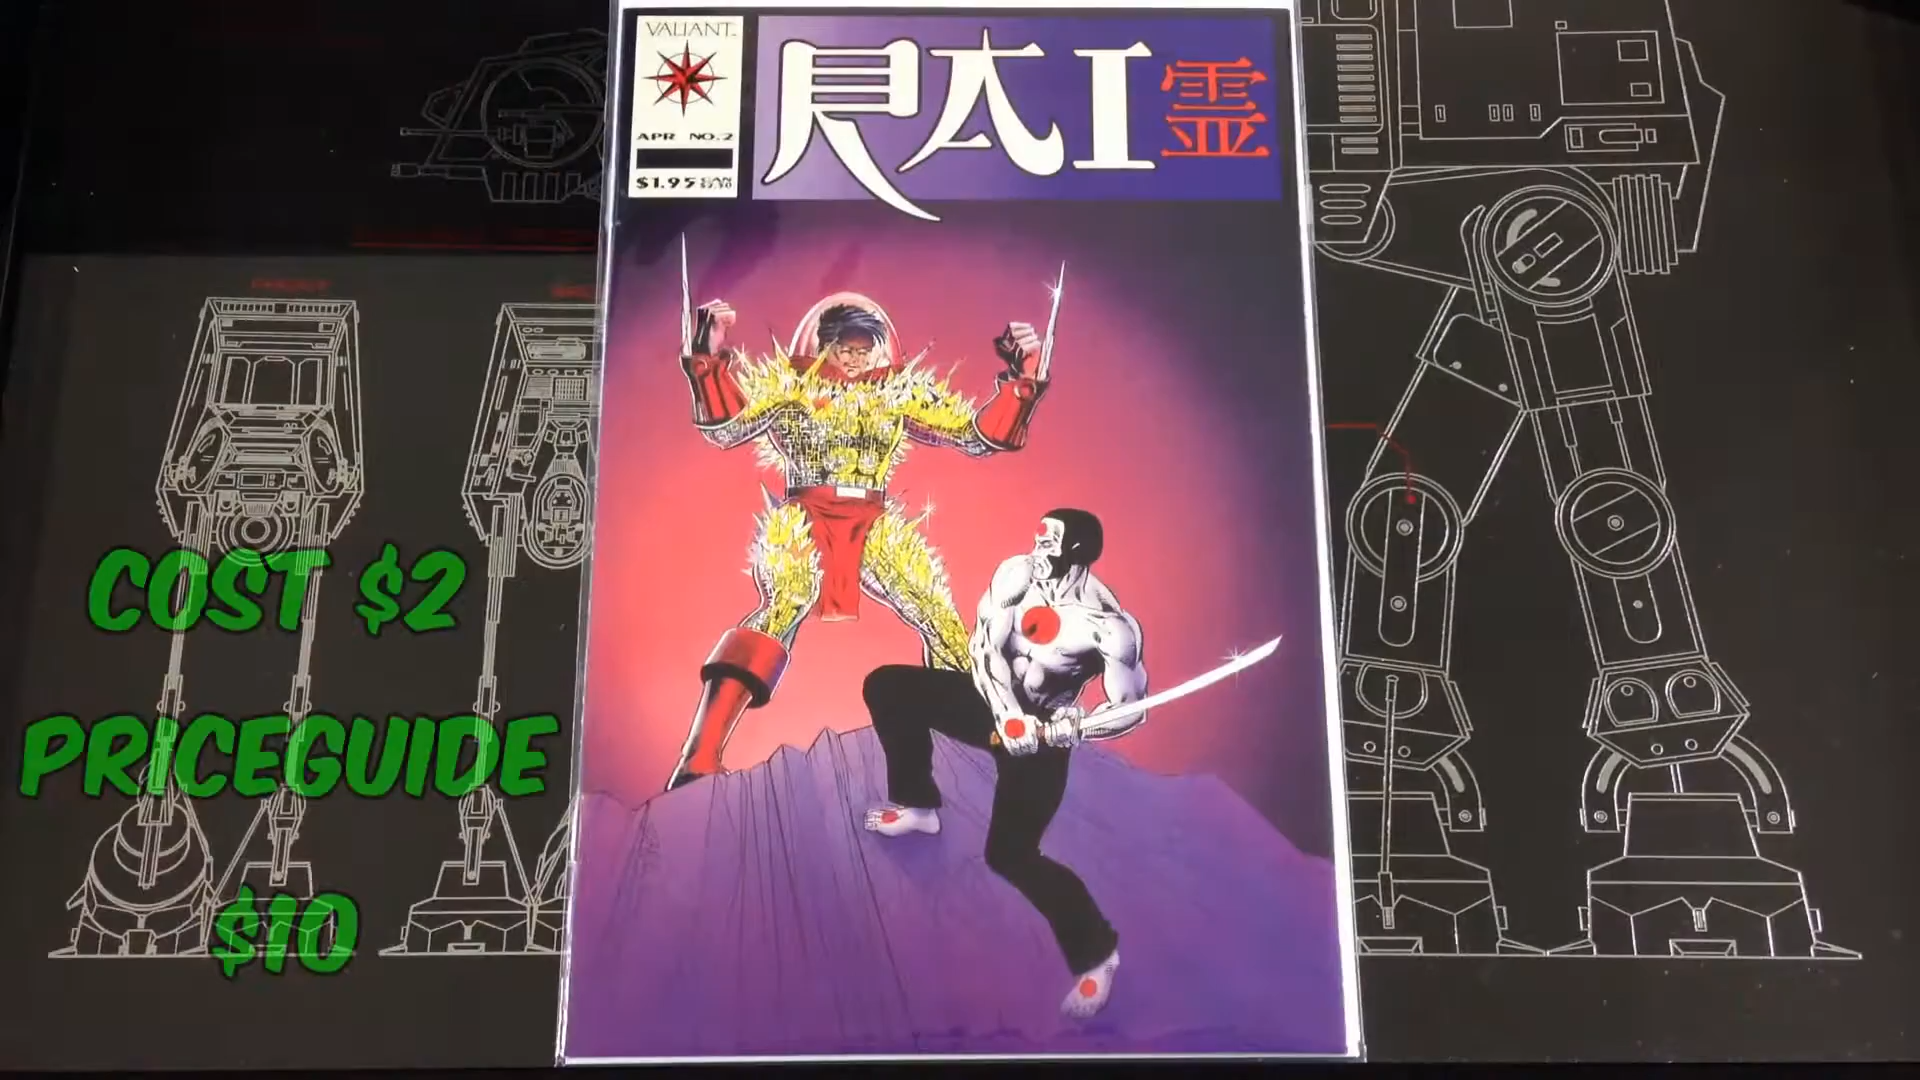 VALIANT
APR NO.2
$1.95
RAI 霊
COST $2
PRICEGUIDE
$10